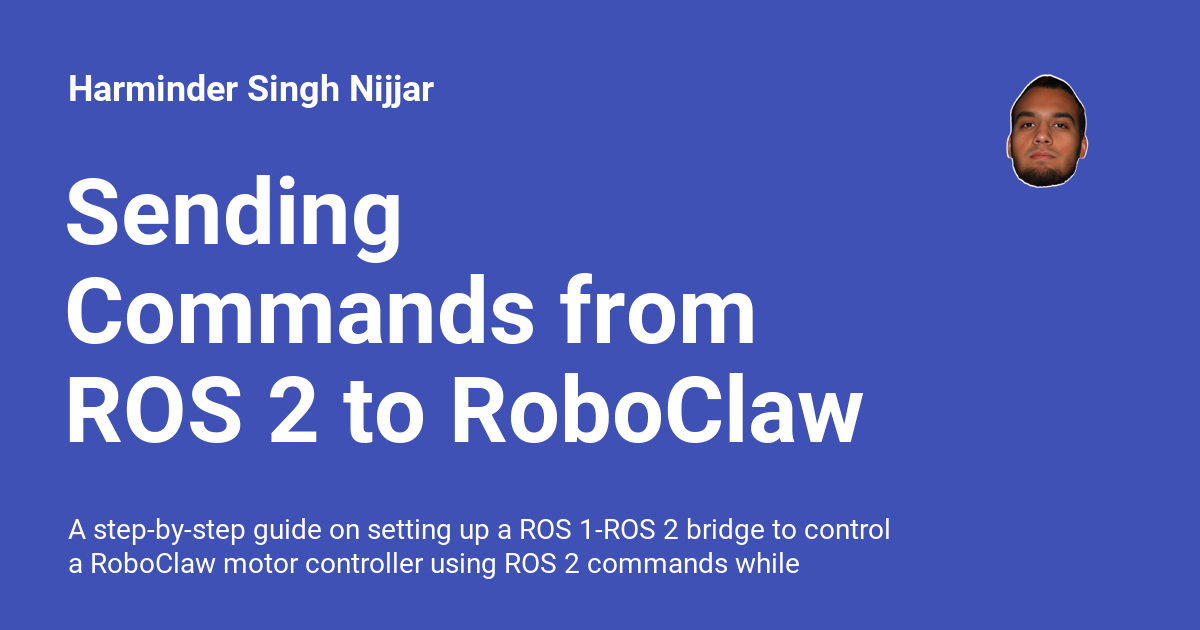 Harminder Singh Nijjar
Sending
Commands from
ROS 2 to RoboClaw
A step-by-step guide on setting up a ROS 1-ROS 2 bridge to control
a RoboClaw motor controller using ROS 2 commands while